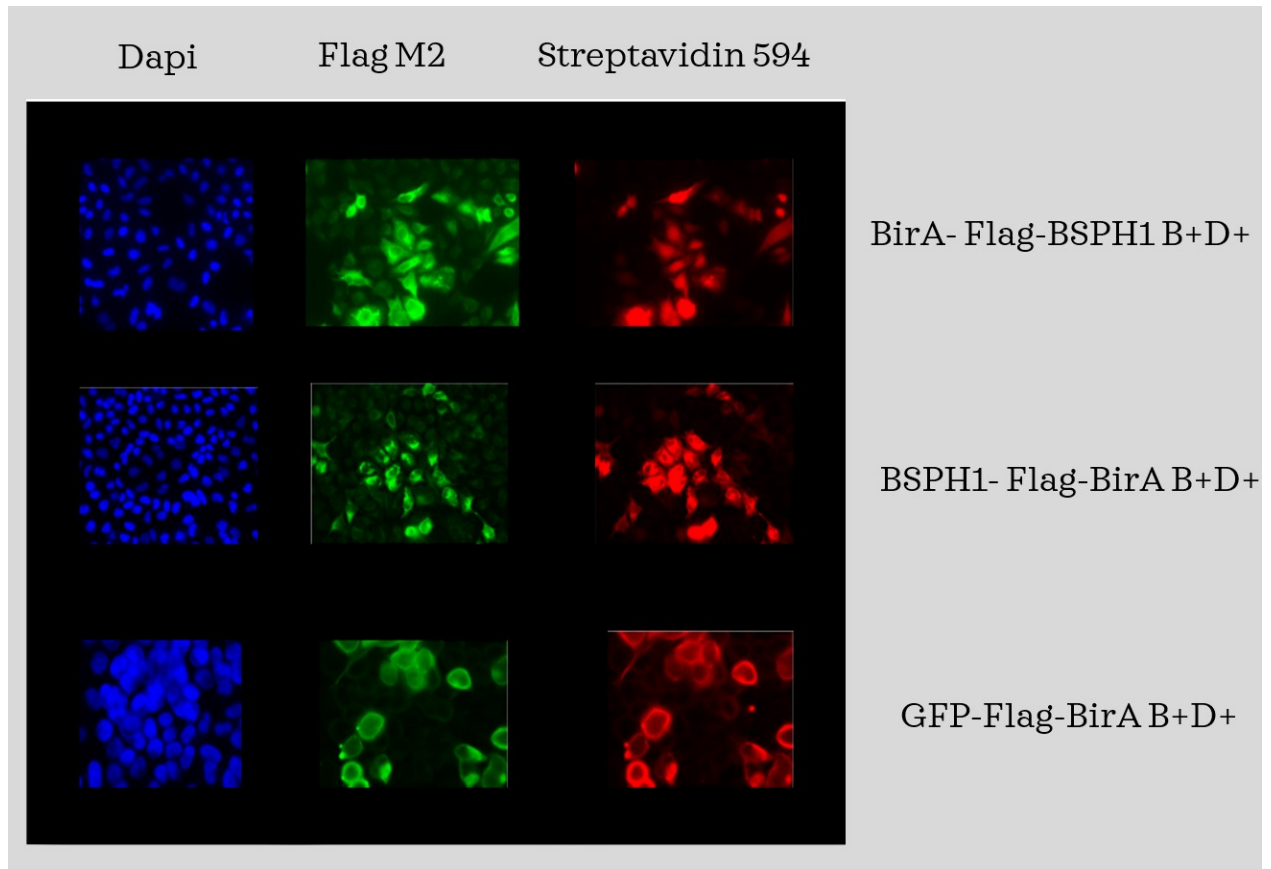 Dapi Flag M2 Streptavidin 594
BirA- Flag-BSPH1 B+D+
BSPH1- Flag-BirA B+D+
GFP-Flag-BirA B+D+